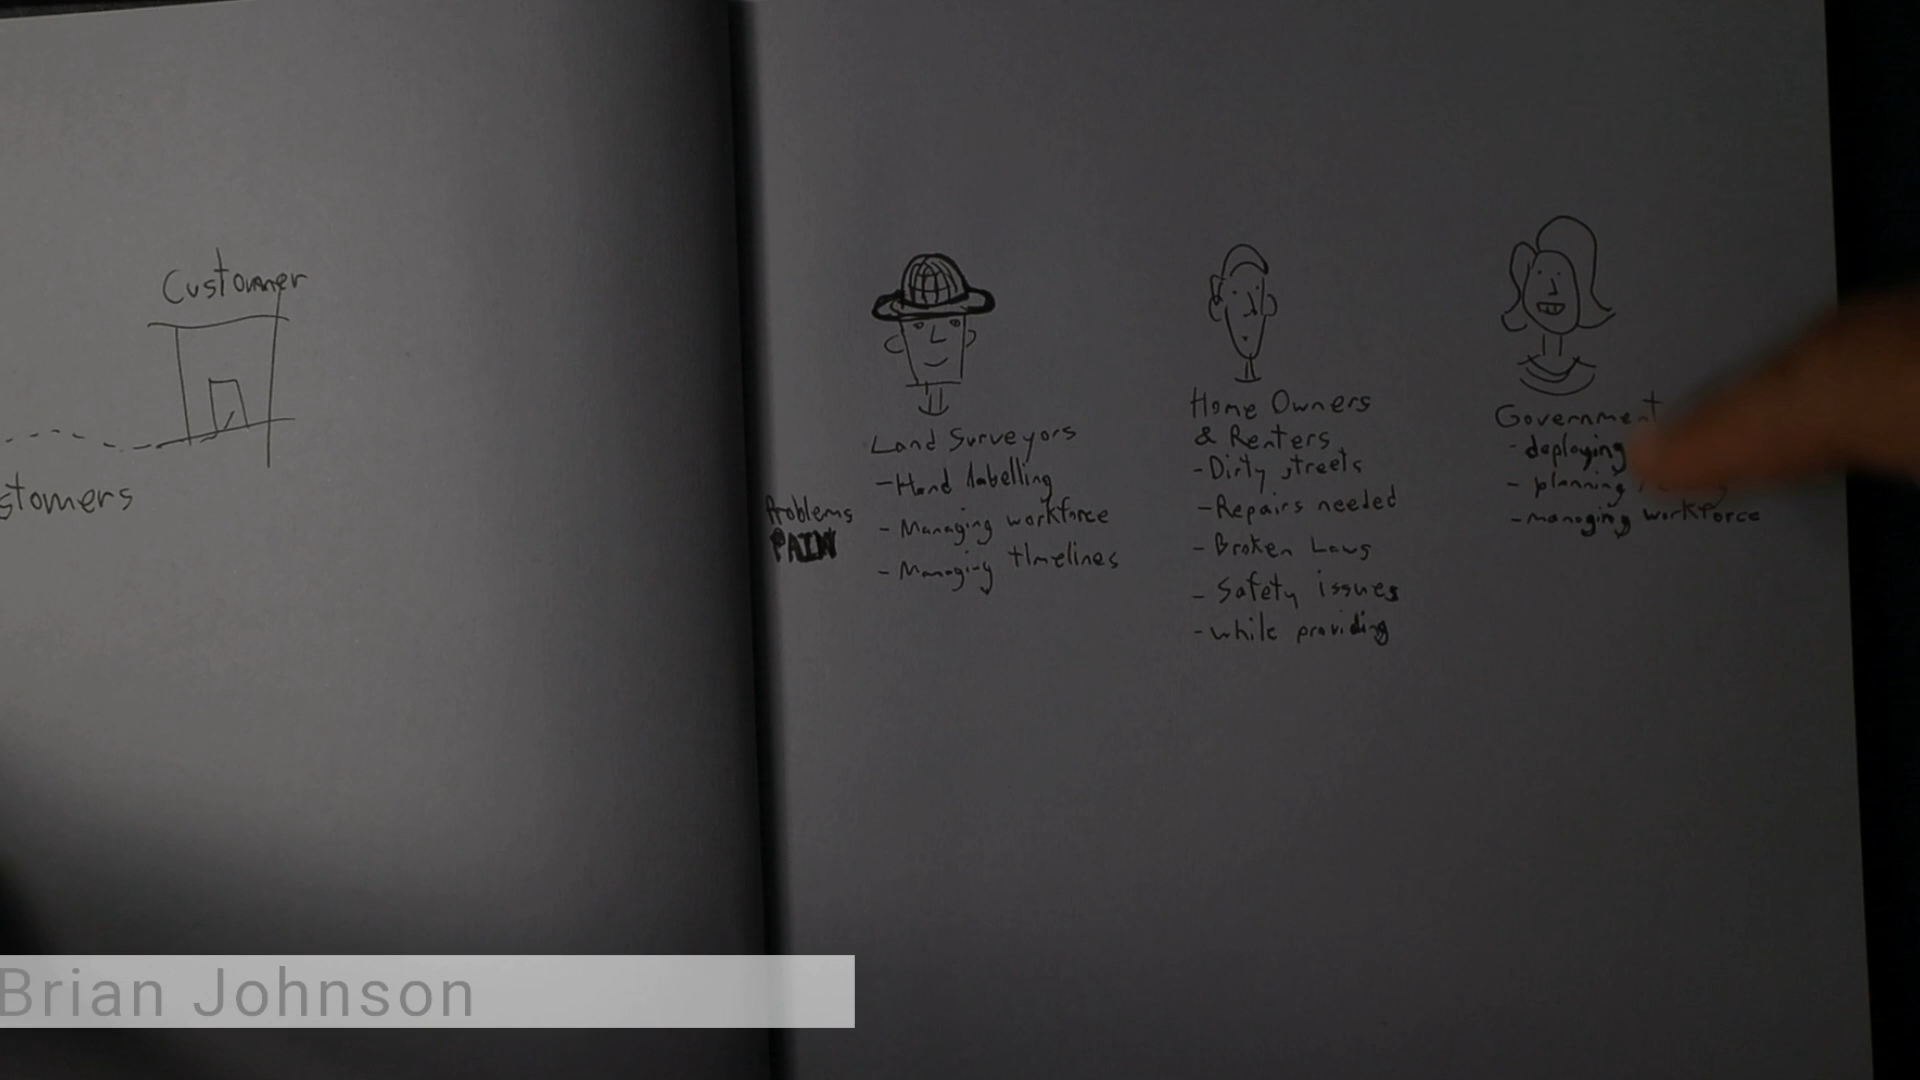 Customer
stomers
Problems
PAIN
Land Surveyors
- Hand labelling
- Managing workforce
- Managing timelines
Home Owners
& Renters
- Dirty streets
- Repairs needed
- Broken Laws
- Safety issues
- while providing
Government
- deploying
- planning
- managing workforce
Brian Johnson